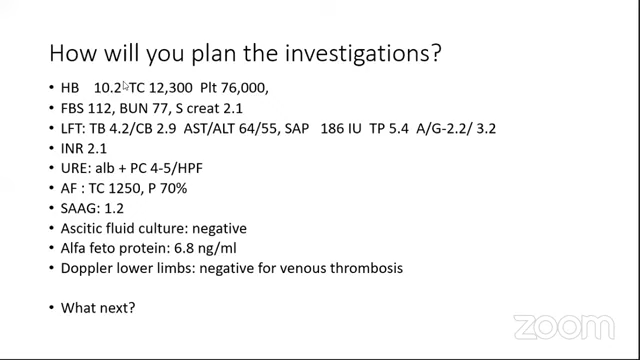 How will you plan the investigations?
• HB 10.2 TC 12,300 Plt 76,000,
• FBS 112, BUN 77, S creat 2.1
• LFT: TB 4.2/CB 2.9 AST/ALT 64/55, SAP 186 IU TP 5.4 A/G-2.2/ 3.2
• INR 2.1
• URE: alb + PC 4-5/HPF
• AF : TC 1250, P 70%
• SAAG: 1.2
• Ascitic fluid culture: negative
• Alfa feto protein: 6.8 ng/ml
• Doppler lower limbs: negative for venous thrombosis
• What next?
zoom